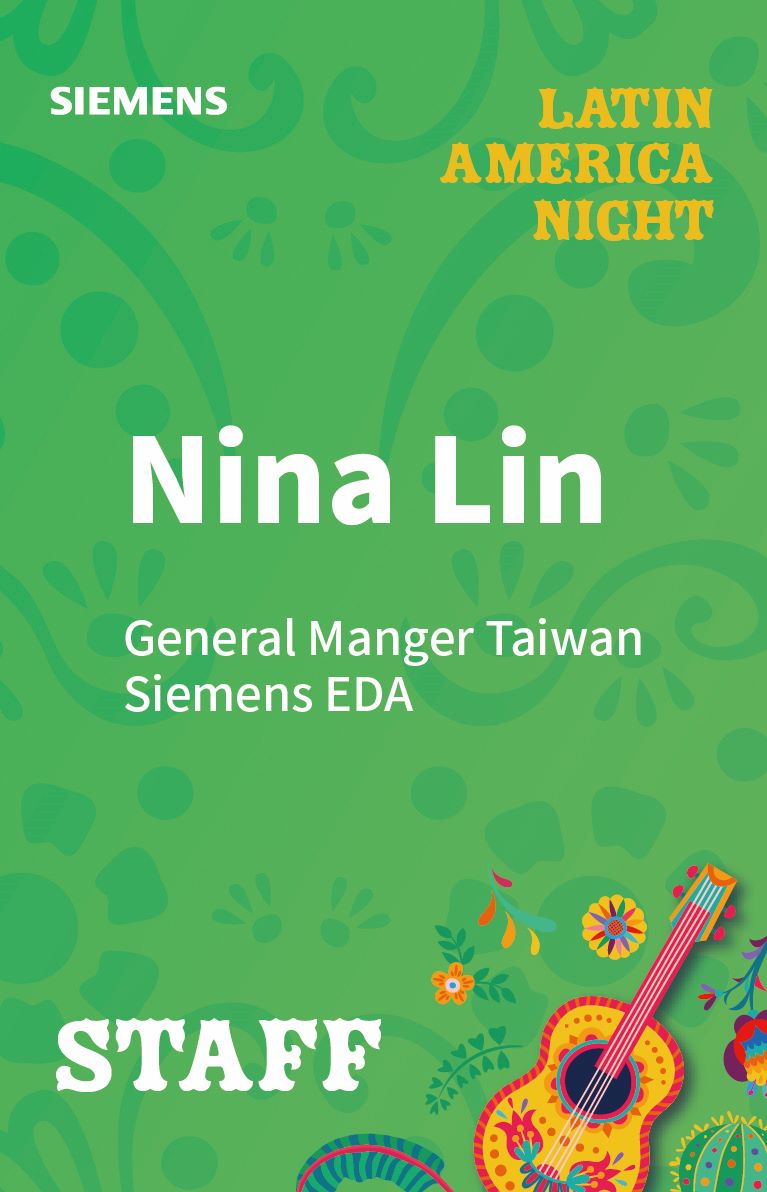 SIEMENS
LATIN
AMERICA
NIGHT
Nina Lin
General Manger Taiwan
Siemens EDA
STAFF